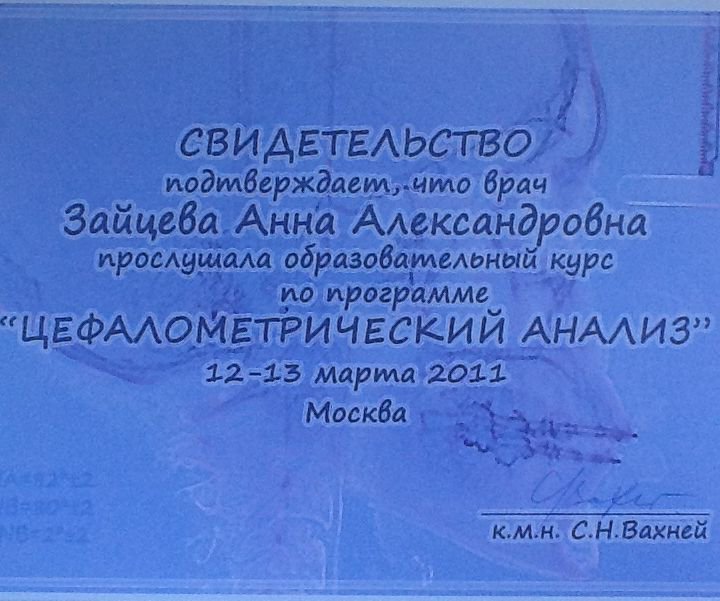 СВИДЕТЕЛЬСТВО
подтверждает, что врач
Зайцева Анна Александровна
прослушала образовательный курс
по программе
“ЦЕФАЛОМЕТРИЧЕСКИЙ АНАЛИЗ”
12-13 марта 2011
Москва
к.м.н. С.Н.Вахней